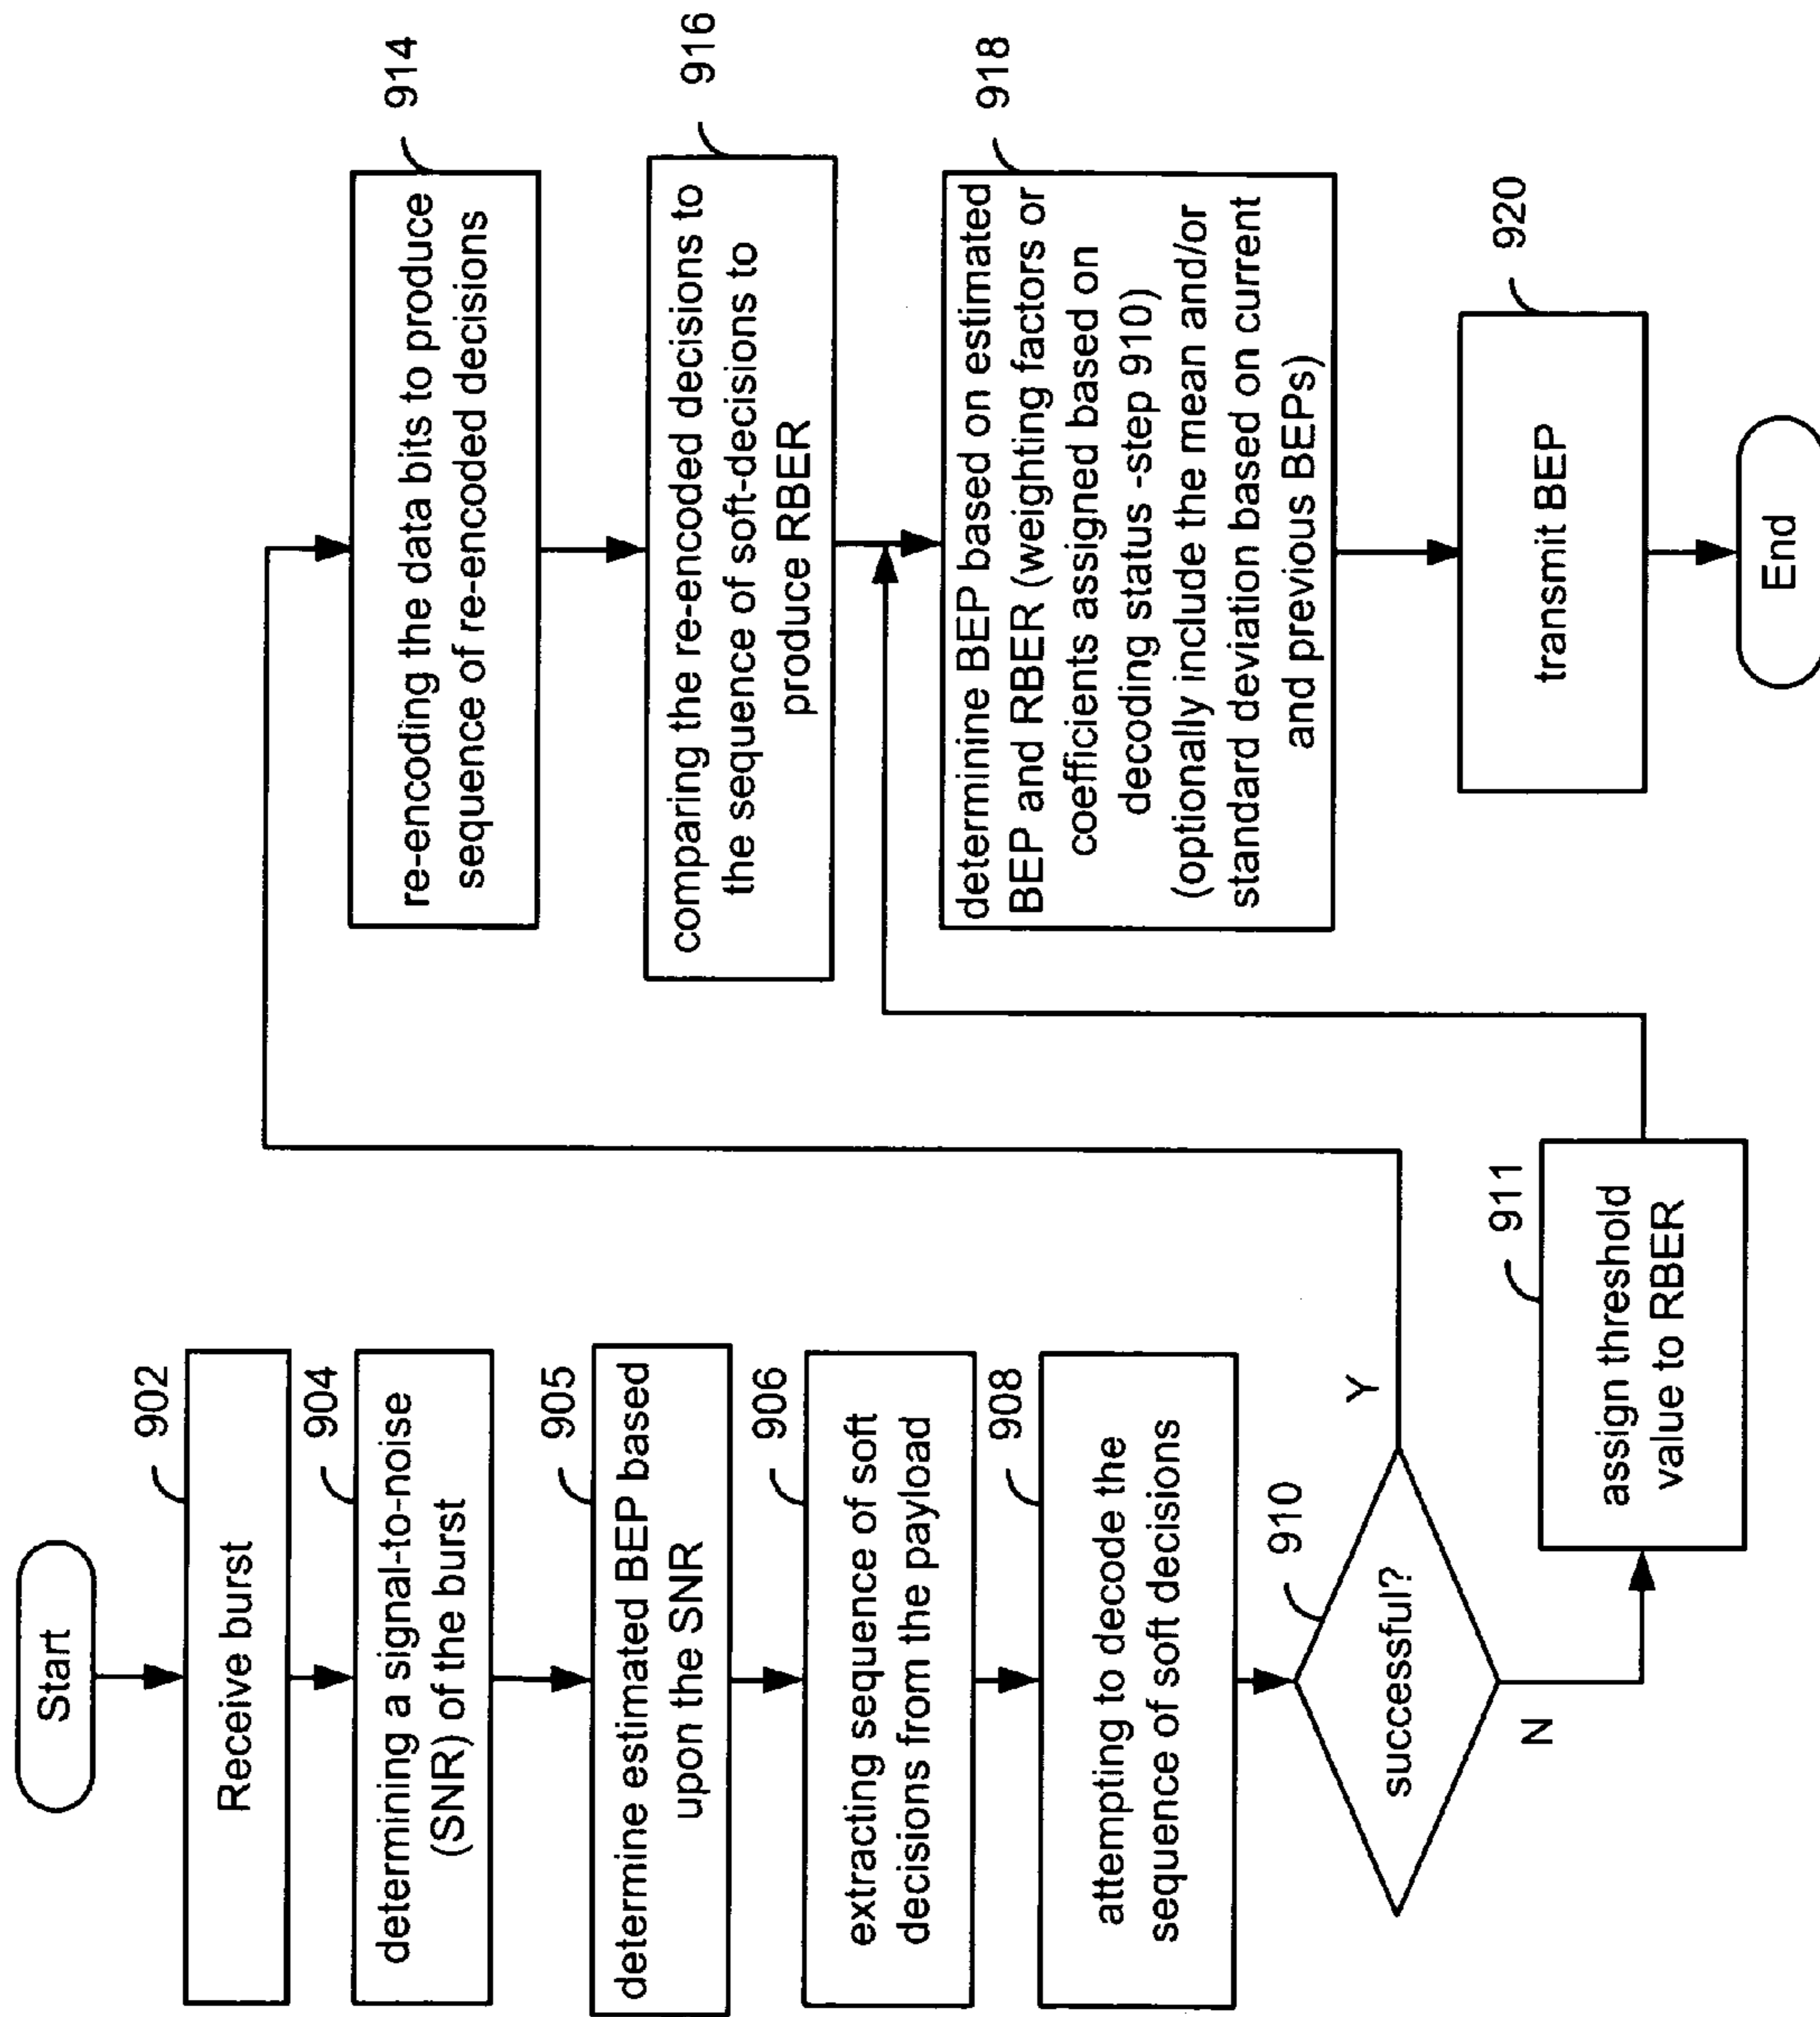 Start
902
Receive burst
904
determining a signal-to-noise
(SNR) of the burst
905
determine estimated BEP based
upon the SNR
906
extracting sequence of soft
decisions from the payload
908
attempting to decode the
sequence of soft decisions
910
successful?
Y
N
911
assign threshold
value to RBER
914
re-encoding the data bits to produce
sequence of re-encoded decisions
916
comparing the re-encoded decisions to
the sequence of soft-decisions to
produce RBER
918
determinine BEP based on estimated
BEP and RBER (weighting factors or
coefficients assigned based on
decoding status -step 910)
(optionally include the mean and/or
standard deviation based on current
and previous BEPs)
920
transmit BEP
End